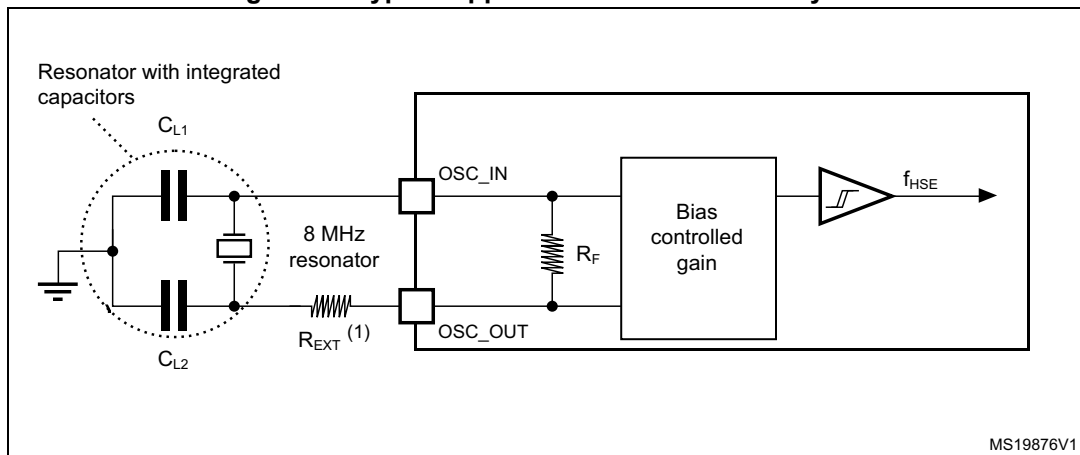 Resonator with integrated
capacitors
CL1
OSC_IN
fHSE
Bias
controlled
gain
8 MHz
resonator
RF
REXT (1)
OSC_OUT
CL2
MS19876V1